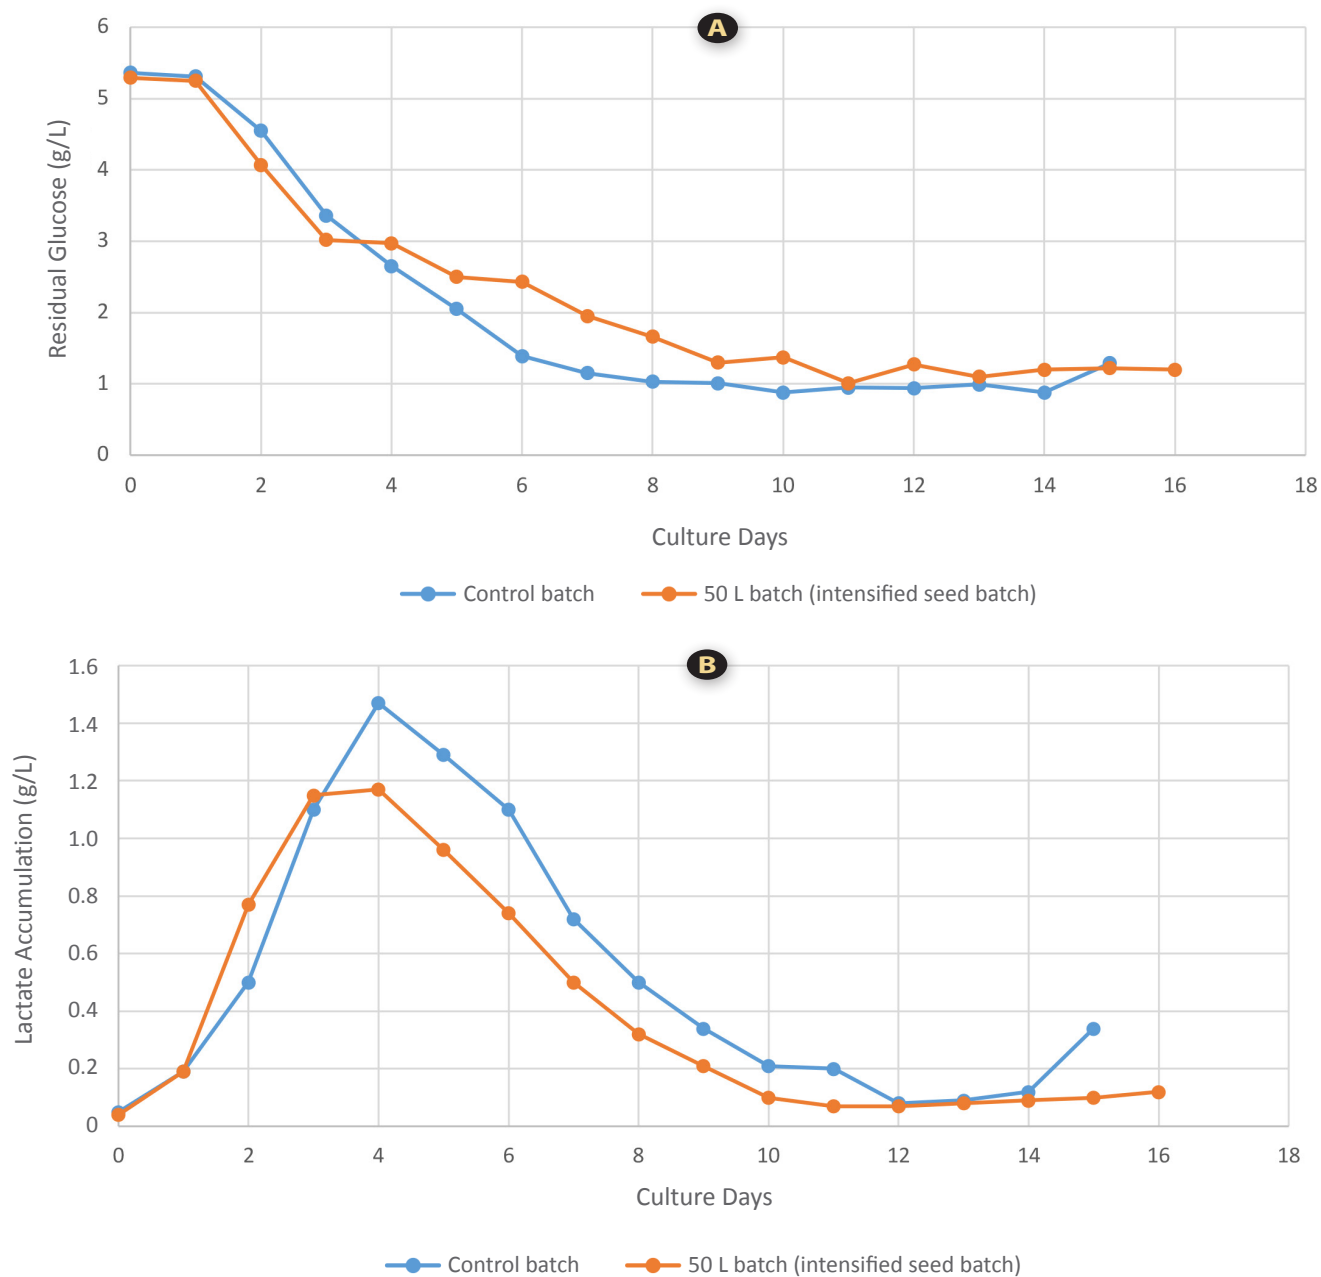 A
6
5
4
3
2
1
0
Residual Glucose (g/L)
0 2 4 6 8 10 12 14 16 18
Culture Days
Control batch 50 L batch (intensified seed batch)
B
1.6
1.4
1.2
1.0
0.8
0.6
0.4
0.2
0
Lactate Accumulation (g/L)
0 2 4 6 8 10 12 14 16 18
Culture Days
Control batch 50 L batch (intensified seed batch)